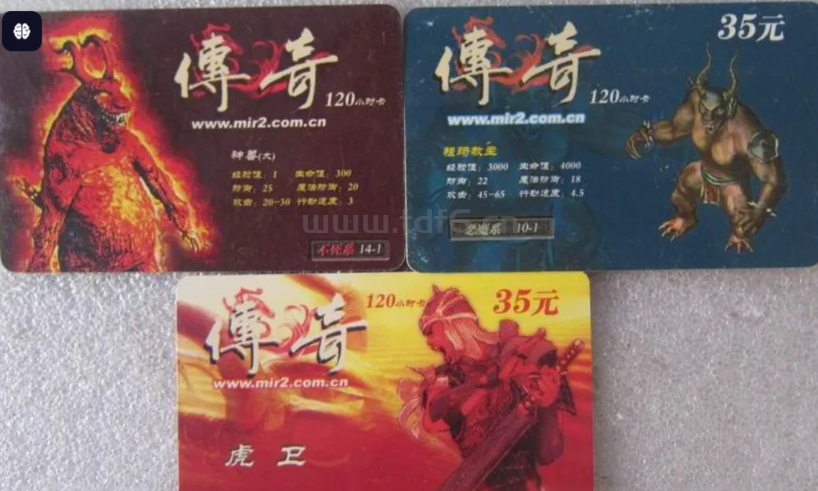 傳奇
120小时卡
www.mir2.com.cn
神兽(大)
经验值：1 生命值：300
防御：25 魔法防御：20
攻击：20-30 行动速度：3
不死系 14-1
35元
傳奇
120小时卡
www.mir2.com.cn
祖玛教主
经验值：3000 生命值：4000
防御：22 魔法防御：18
攻击：45-65 行动速度：4.5
恶魔系 10-1
www.tdf6.cn
120小时卡
35元
傳奇
www.mir2.com.cn
虎卫